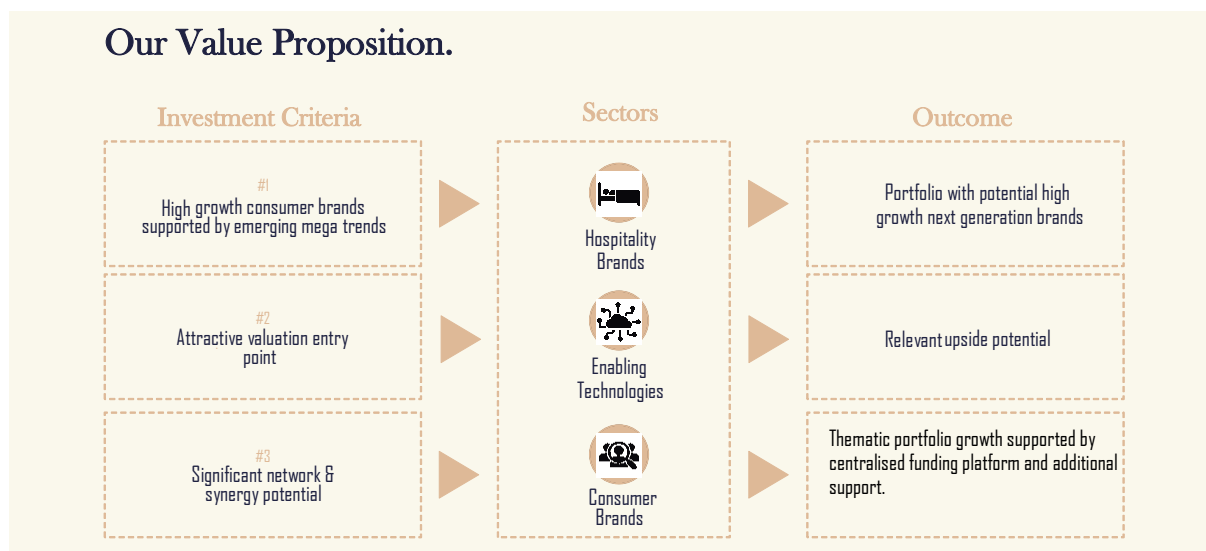 Our Value Proposition.
Investment Criteria
Sectors
Outcome
#1
High growth consumer brands
supported by emerging mega trends
Hospitality
Brands
Portfolio with potential high
growth next generation brands
#2
Attractive valuation entry
point
Enabling
Technologies
Relevant upside potential
#3
Significant network &
synergy potential
Consumer
Brands
Thematic portfolio growth supported by
centralised funding platform and additional
support.